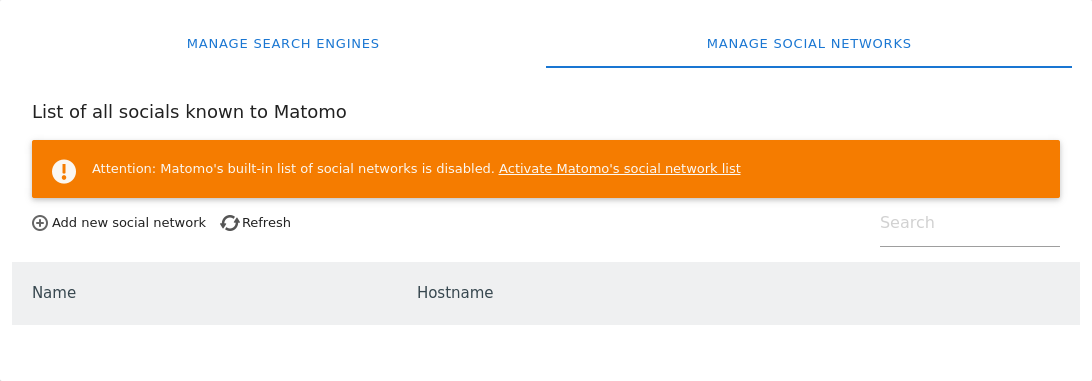 MANAGE SEARCH ENGINES MANAGE SOCIAL NETWORKS
List of all socials known to Matomo
Attention: Matomo's built-in list of social networks is disabled. Activate Matomo's social network list
Add new social network Refresh Search
Name Hostname